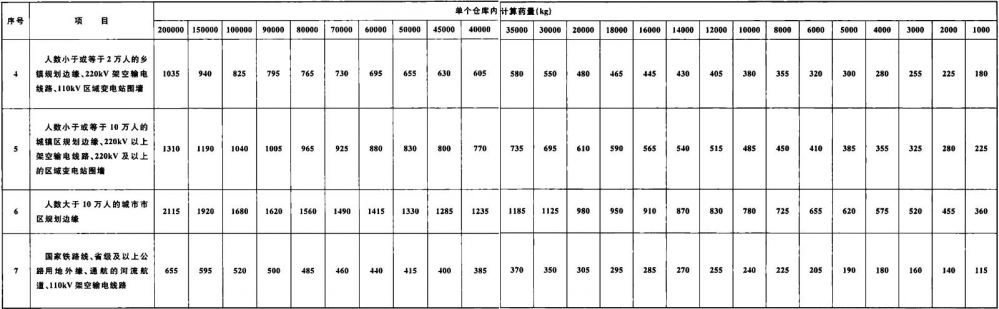 序号 项 目 单个仓库内计算药量(kg)
200000 150000 100000 90000 80000 70000 60000 50000 45000 40000 35000 30000 20000 18000 16000 14000 12000 10000 8000 6000 5000 4000 3000 2000 1000
人数小于或等于2万人的乡
4 镇规划边缘、220kV架空输电 1035 940 825 795 765 730 695 655 630 605 580 550 480 465 445 430 405 380 355 320 300 280 255 225 180
线路、110kV区域变电站围墙
人数小于或等于10万人的
城镇区规划边缘、220kV以上
5 架空输电线路、220kV及以上 1310 1190 1040 1005 965 925 880 830 800 770 735 695 610 590 565 540 515 485 450 410 385 355 325 280 225
的区域变电站围墙
人数大于10万人的城市市
6 区规划边缘 2115 1920 1680 1620 1560 1490 1415 1330 1285 1235 1185 1125 980 950 910 870 830 780 725 655 620 575 520 455 360
国家铁路线、省级及以上公
7 路用地外缘、通航的河流航 655 595 520 500 485 460 440 415 400 385 370 350 305 295 285 270 255 240 225 205 190 180 160 140 115
道、110kV架空输电线路